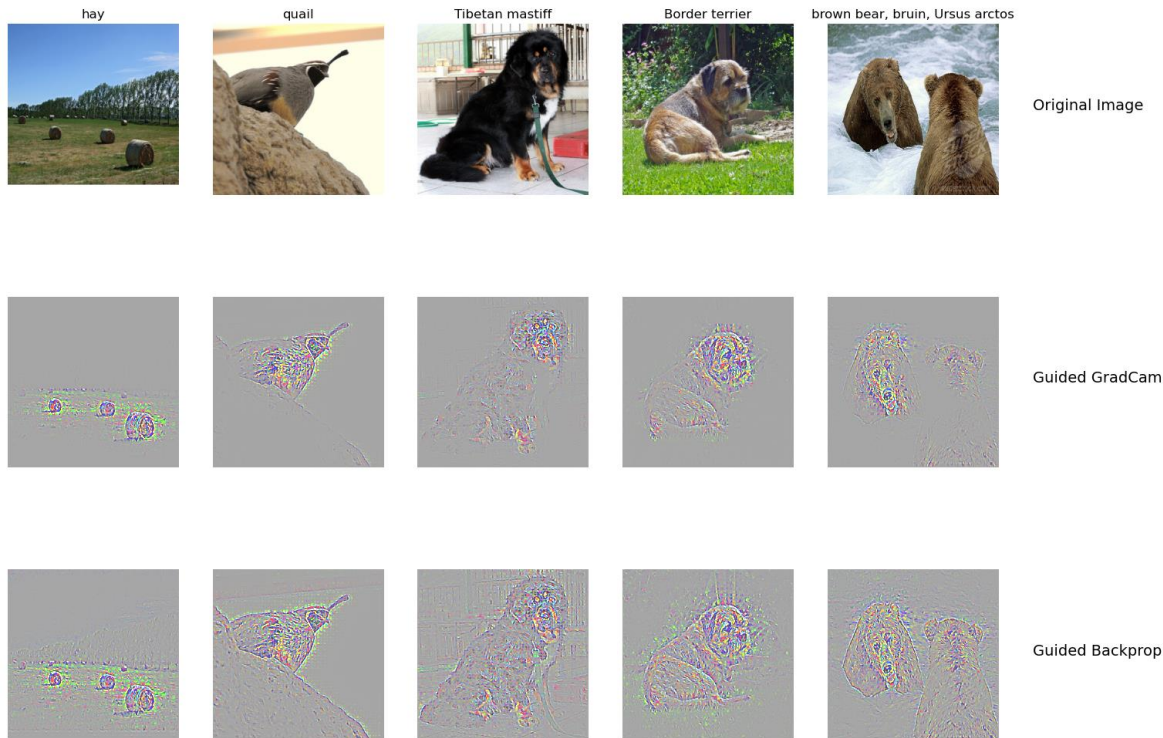 hay
quail
Tibetan mastiff
Border terrier
brown bear, bruin, Ursus arctos
Original Image
Guided GradCam
Guided Backprop